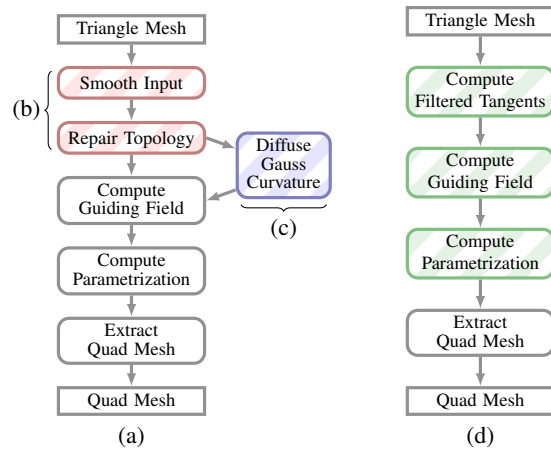 Triangle Mesh
Smooth Input
(b)
Repair Topology
Diffuse
Gauss
Curvature
(c)
Compute
Guiding Field
Compute
Parametrization
Extract
Quad Mesh
Quad Mesh
(a)
Triangle Mesh
Compute
Filtered Tangents
Compute
Guiding Field
Compute
Parametrization
Extract
Quad Mesh
Quad Mesh
(d)